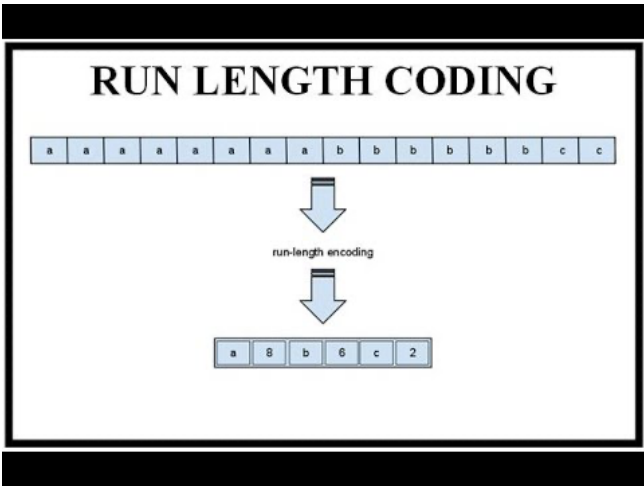 RUN LENGTH CODING
a a a a a a a a b b b b b b c c
run-length encoding
a 8 b 6 c 2